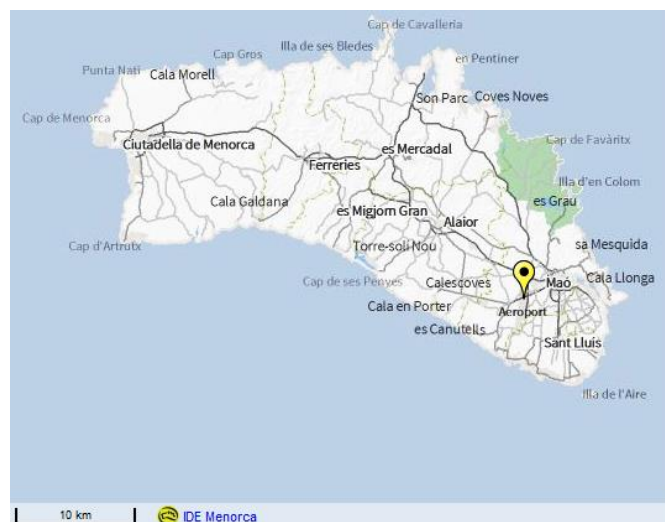 Cap de Cavalleria
Illa de ses Bledes
Cap Gros
en Pentiner
Punta Nati
Cala Morell
Son Parc
Coves Noves
Cap de Menorca
Ciutadella de Menorca
es Mercadal
Cap de Favàritx
Ferreries
Illa d'en Colom
es Grau
Cala Galdana
es Migjorn Gran
Alaior
Cap d'Artrutx
Torre-soli Nou
sa Mesquida
Cap de ses Penyes
Calescoves
Maó
Cala Llonga
Cala en Porter
Aeroport
es Canutells
Sant Lluís
Illa de l'Aire
10 km
IDE Menorca